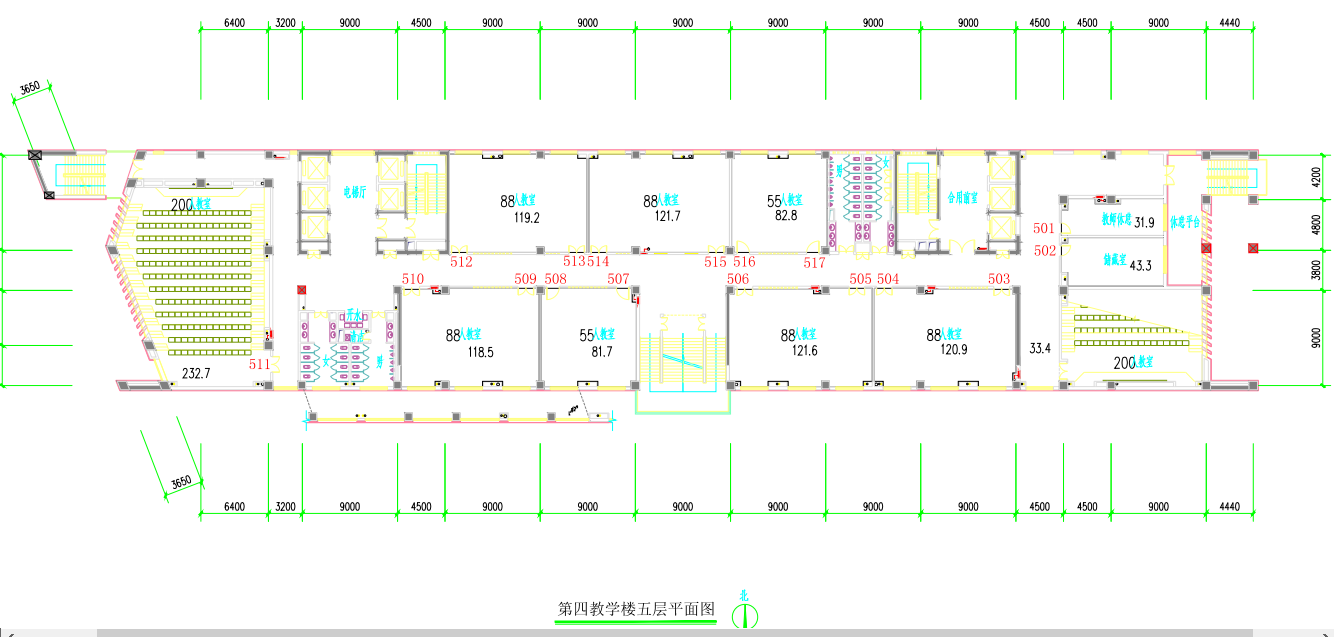 6400 3200 9000 4500 9000 9000 9000 9000 9000 9000 4500 4500 9000 4440
3650
4200
4800
3800
9000
200人教室
电梯厅
88人教室
119.2
88人教室
121.7
55人教室
82.8
女
合用前室
教师休息 31.9
休息平台
储藏室 43.3
501
502
512 513 514 515 516 517
510 509 508 507 506 505 504 503
开水
清洁
女
88人教室
118.5
55人教室
81.7
88人教室
121.6
88人教室
120.9
33.4
200人教室
511
232.7
3650
6400 3200 9000 4500 9000 9000 9000 9000 9000 9000 4500 4500 9000 4440
第四教学楼五层平面图
北